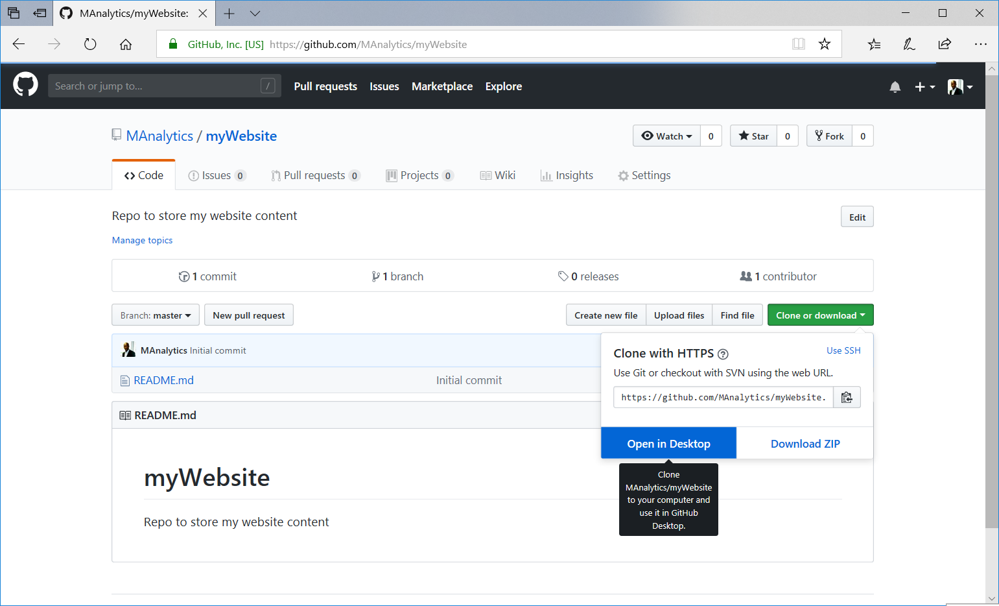 MAnalytics/myWebsite:
GitHub, Inc. [US] https://github.com/MAnalytics/myWebsite
Search or jump to... /
Pull requests Issues Marketplace Explore
MAnalytics / myWebsite
Watch 0 Star 0 Fork 0
Code Issues 0 Pull requests 0 Projects 0 Wiki Insights Settings
Repo to store my website content
Edit
Manage topics
1 commit 1 branch 0 releases 1 contributor
Branch: master New pull request Create new file Upload files Find file Clone or download
MAnalytics Initial commit
README.md Initial commit
Clone with HTTPS ? Use SSH
Use Git or checkout with SVN using the web URL.
https://github.com/MAnalytics/myWebsite.
Open in Desktop Download ZIP
Clone
MAnalytics/myWebsite
to your computer and
use it in GitHub
Desktop.
README.md
myWebsite
Repo to store my website content